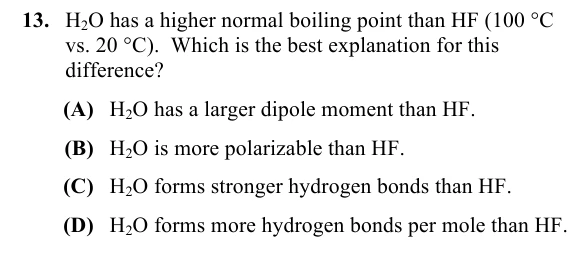 13. H₂O has a higher normal boiling point than HF (100 °C
vs. 20 °C). Which is the best explanation for this
difference?
(A) H₂O has a larger dipole moment than HF.
(B) H₂O is more polarizable than HF.
(C) H₂O forms stronger hydrogen bonds than HF.
(D) H₂O forms more hydrogen bonds per mole than HF.